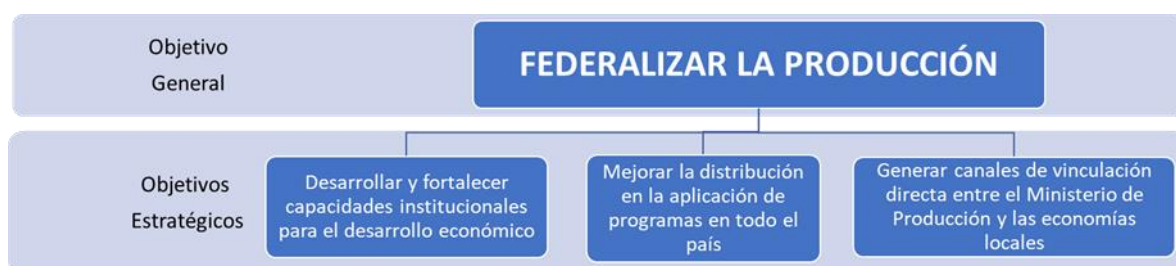 Objetivo
General
FEDERALIZAR LA PRODUCCIÓN
Objetivos
Estratégicos
Desarrollar y fortalecer
capacidades institucionales
para el desarrollo económico
Mejorar la distribución
en la aplicación de
programas en todo el
país
Generar canales de vinculación
directa entre el Ministerio de
Producción y las economías
locales